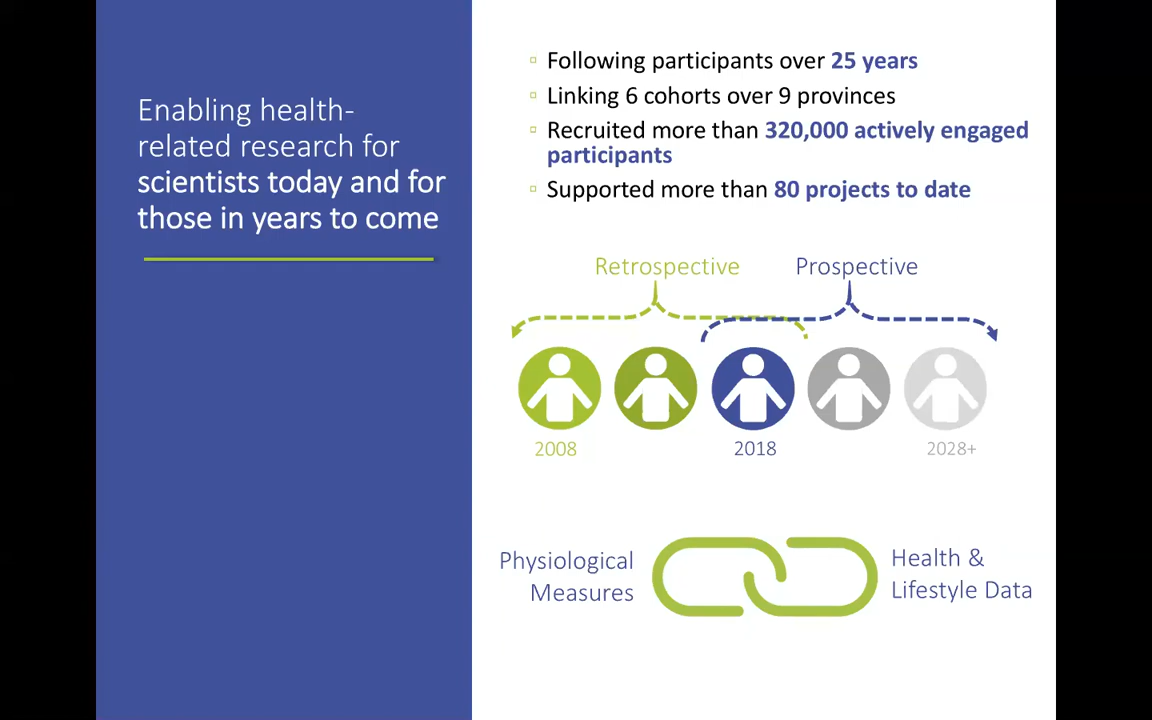 Enabling health-
related research for
scientists today and for
those in years to come
▫ Following participants over 25 years
▫ Linking 6 cohorts over 9 provinces
▫ Recruited more than 320,000 actively engaged
participants
▫ Supported more than 80 projects to date
Retrospective
Prospective
2008
2018
2028+
Physiological
Measures
Health &
Lifestyle Data